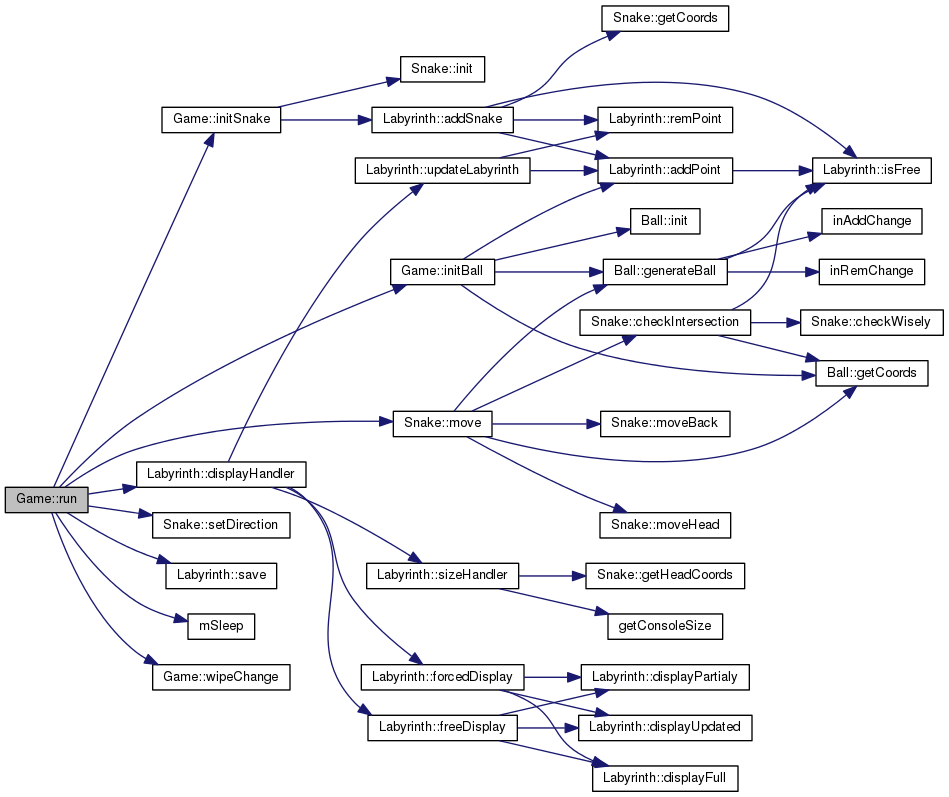 Snake::getCoords
Snake::init
Game::initSnake
Labyrinth::addSnake
Labyrinth::remPoint
Labyrinth::updateLabyrinth
Labyrinth::addPoint
Labyrinth::isFree
Ball::init
inAddChange
Game::initBall
Ball::generateBall
inRemChange
Snake::checkIntersection
Snake::checkWisely
Ball::getCoords
Snake::move
Snake::moveBack
Labyrinth::displayHandler
Game::run
Snake::setDirection
Snake::moveHead
Labyrinth::save
Labyrinth::sizeHandler
Snake::getHeadCoords
mSleep
getConsoleSize
Game::wipeChange
Labyrinth::forcedDisplay
Labyrinth::displayPartialy
Labyrinth::freeDisplay
Labyrinth::displayUpdated
Labyrinth::displayFull